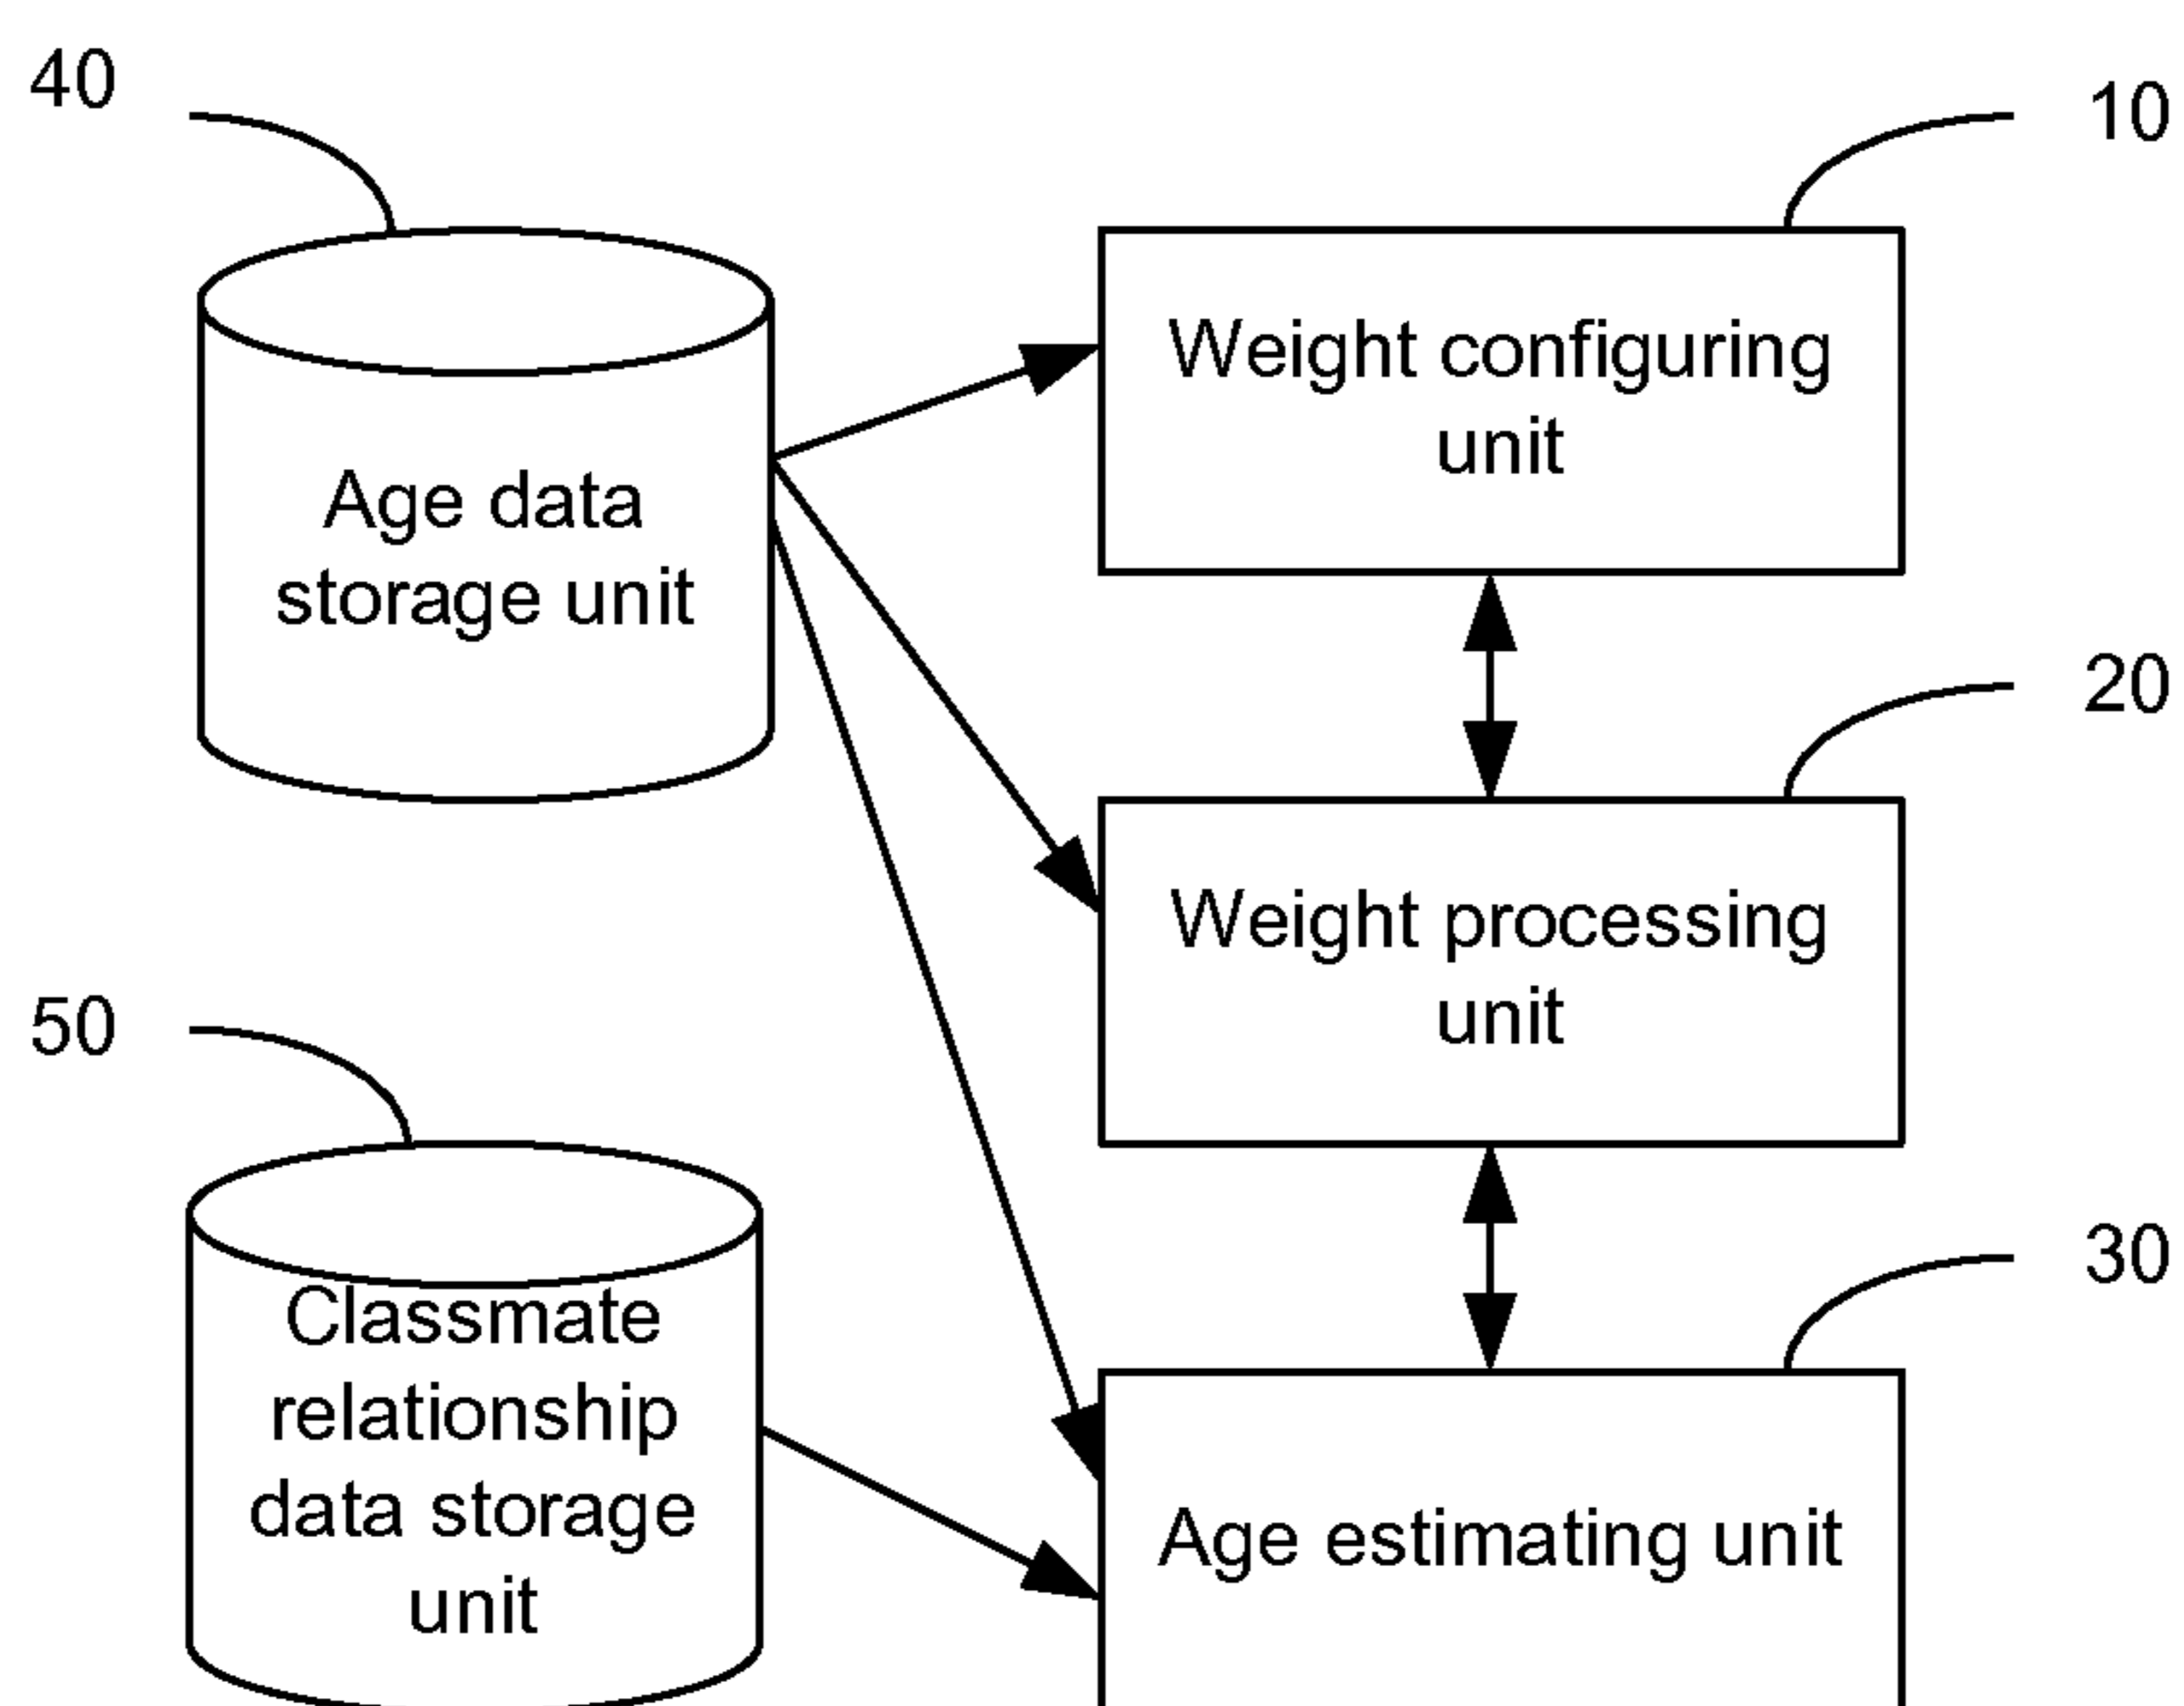 40
10
Weight configuring
unit
Age data
storage unit
20
Weight processing
unit
50
30
Classmate
relationship
data storage
unit
Age estimating unit